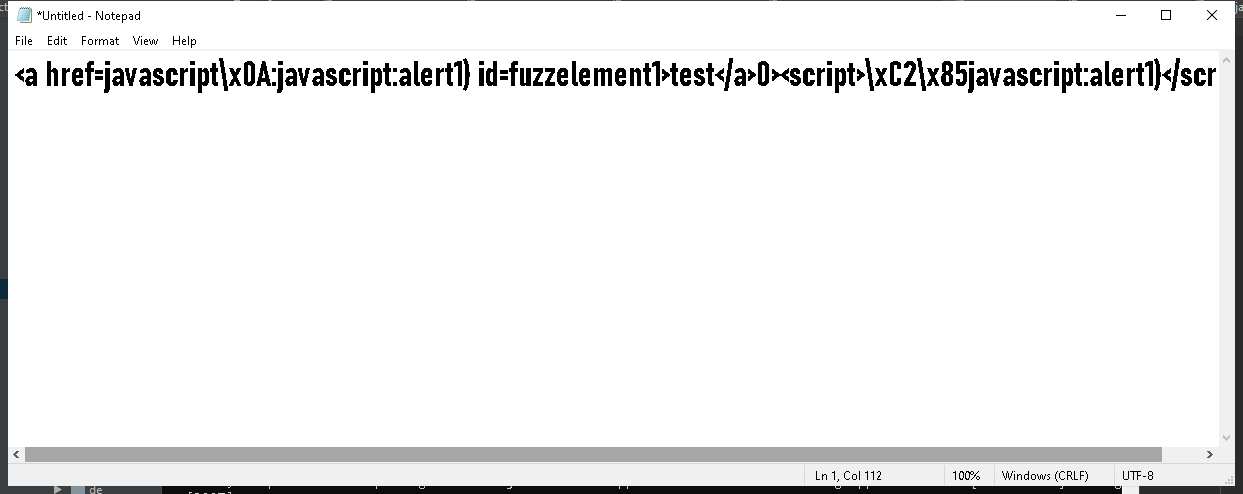 *Untitled - Notepad
File Edit Format View Help
<a href=javascript\x0A:javascript:alert1) id=fuzzelement1>test</a>0><script>\xC2\x85javascript:alert1)</scr
Ln 1, Col 112 100% Windows (CRLF) UTF-8
de